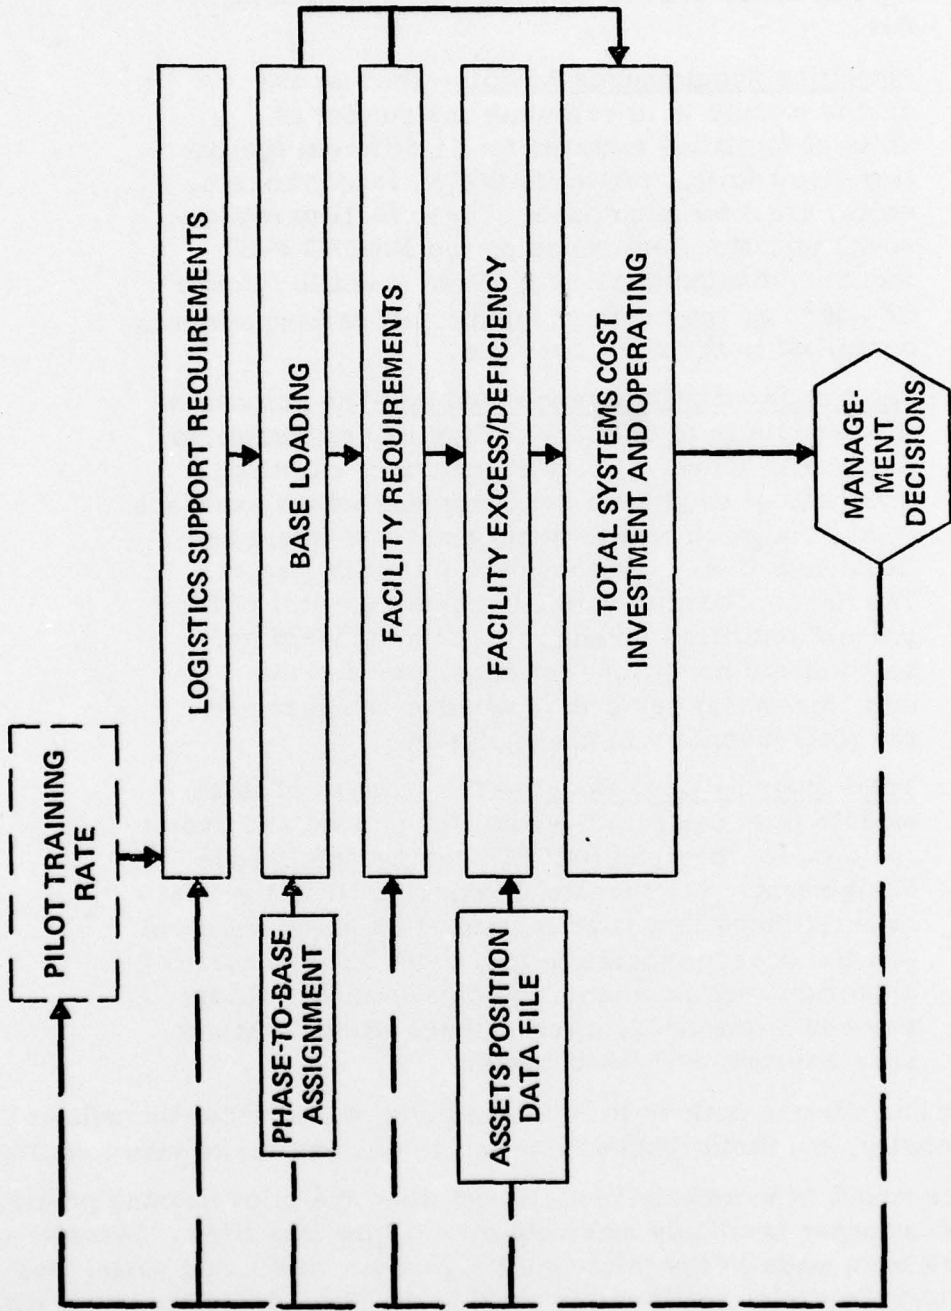 PILOT TRAINING
RATE
LOGISTICS SUPPORT REQUIREMENTS
PHASE-TO-BASE
ASSIGNMENT
BASE LOADING
FACILITY REQUIREMENTS
ASSETS POSITION
DATA FILE
FACILITY EXCESS/DEFICIENCY
TOTAL SYSTEMS COST
INVESTMENT AND OPERATING
MANAGE-
MENT
DECISIONS